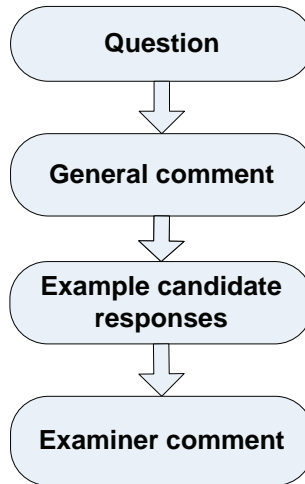 Question
General comment
Example candidate
responses
Examiner comment